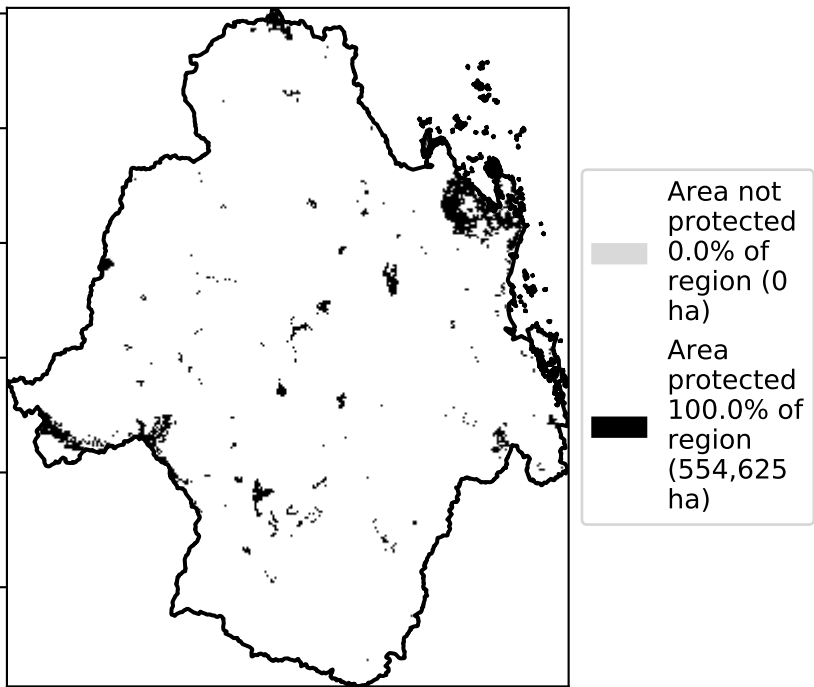 Area not
protected
0.0% of
region (0
ha)
Area
protected
100.0% of
region
(554,625
ha)